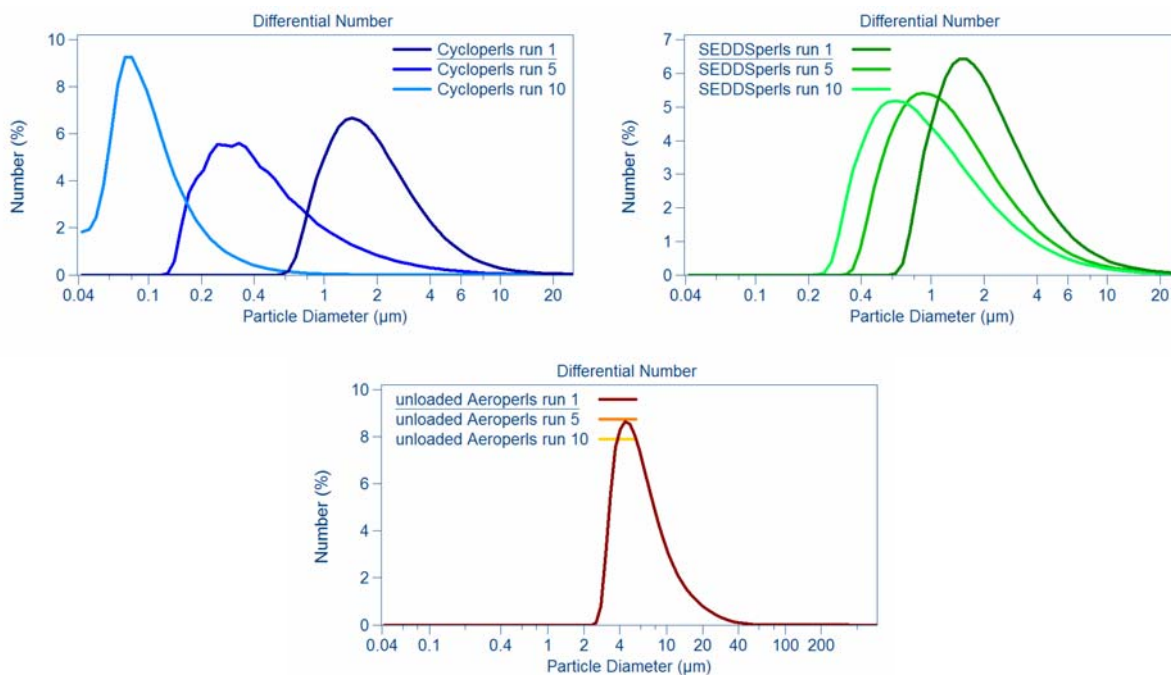 Differential Number
10
8
6
4
2
0
Number (%)
Cycloperls run 1
Cycloperls run 5
Cycloperls run 10
0.04 0.1 0.2 0.4 1 2 4 6 10 20
Particle Diameter (µm)
Differential Number
7
6
5
4
3
2
1
0
Number (%)
SEDDSperls run 1
SEDDSperls run 5
SEDDSperls run 10
0.04 0.1 0.2 0.4 1 2 4 6 10 20
Particle Diameter (µm)
Differential Number
10
8
6
4
2
0
Number (%)
unloaded Aeroperls run 1
unloaded Aeroperls run 5
unloaded Aeroperls run 10
0.04 0.1 0.4 1 2 4 10 20 40 100 200
Particle Diameter (µm)